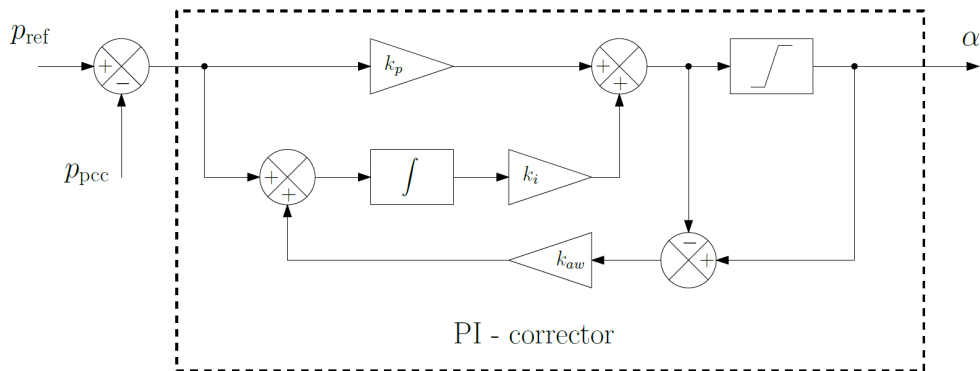 p_ref
α
+
−
k_p
+
+
p_pcc
+
+
∫
k_i
−
+
k_aw
PI - corrector